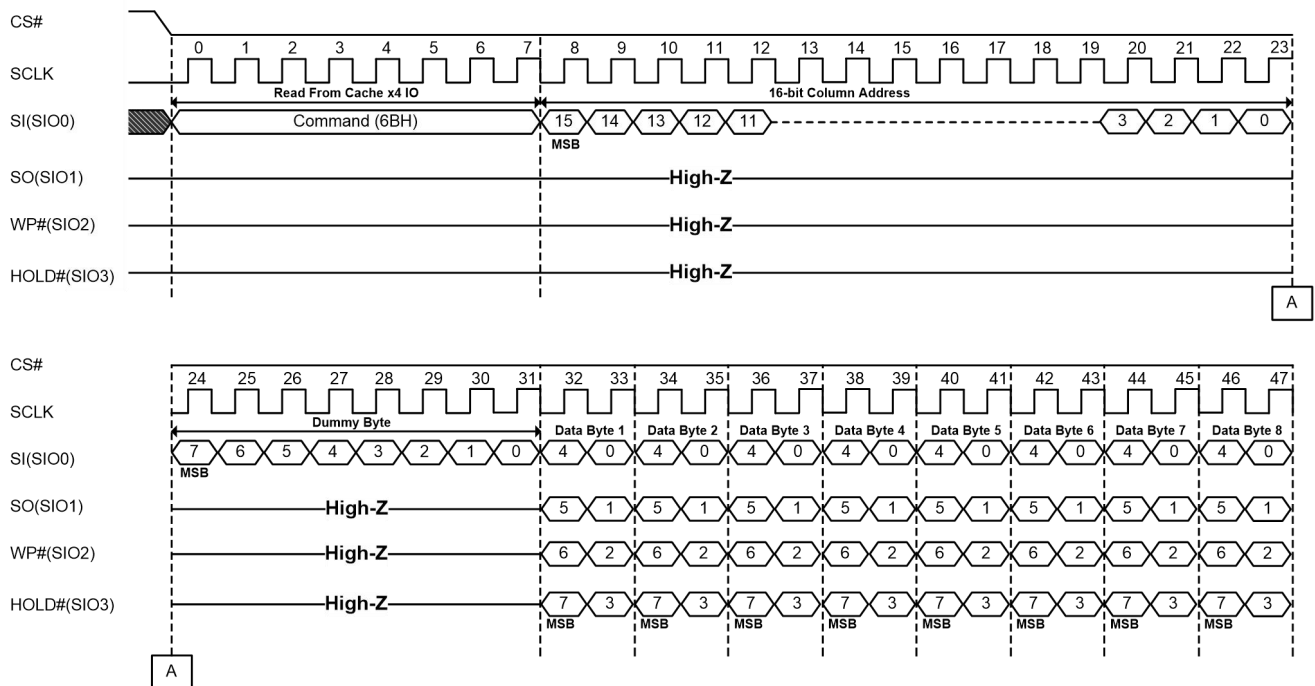 CS#
0 1 2 3 4 5 6 7 8 9 10 11 12 13 14 15 16 17 18 19 20 21 22 23
SCLK
Read From Cache x4 IO 16-bit Column Address
SI(SIO0) Command (6BH) 15 14 13 12 11 3 2 1 0
MSB
SO(SIO1) High-Z
WP#(SIO2) High-Z
HOLD#(SIO3) High-Z
A
CS#
24 25 26 27 28 29 30 31 32 33 34 35 36 37 38 39 40 41 42 43 44 45 46 47
SCLK
Dummy Byte Data Byte 1 Data Byte 2 Data Byte 3 Data Byte 4 Data Byte 5 Data Byte 6 Data Byte 7 Data Byte 8
SI(SIO0) 7 6 5 4 3 2 1 0 4 0 4 0 4 0 4 0 4 0 4 0 4 0 4 0
MSB
SO(SIO1) High-Z 5 1 5 1 5 1 5 1 5 1 5 1 5 1 5 1
WP#(SIO2) High-Z 6 2 6 2 6 2 6 2 6 2 6 2 6 2 6 2
HOLD#(SIO3) High-Z 7 3 7 3 7 3 7 3 7 3 7 3 7 3 7 3
MSB MSB MSB MSB MSB MSB MSB MSB
A